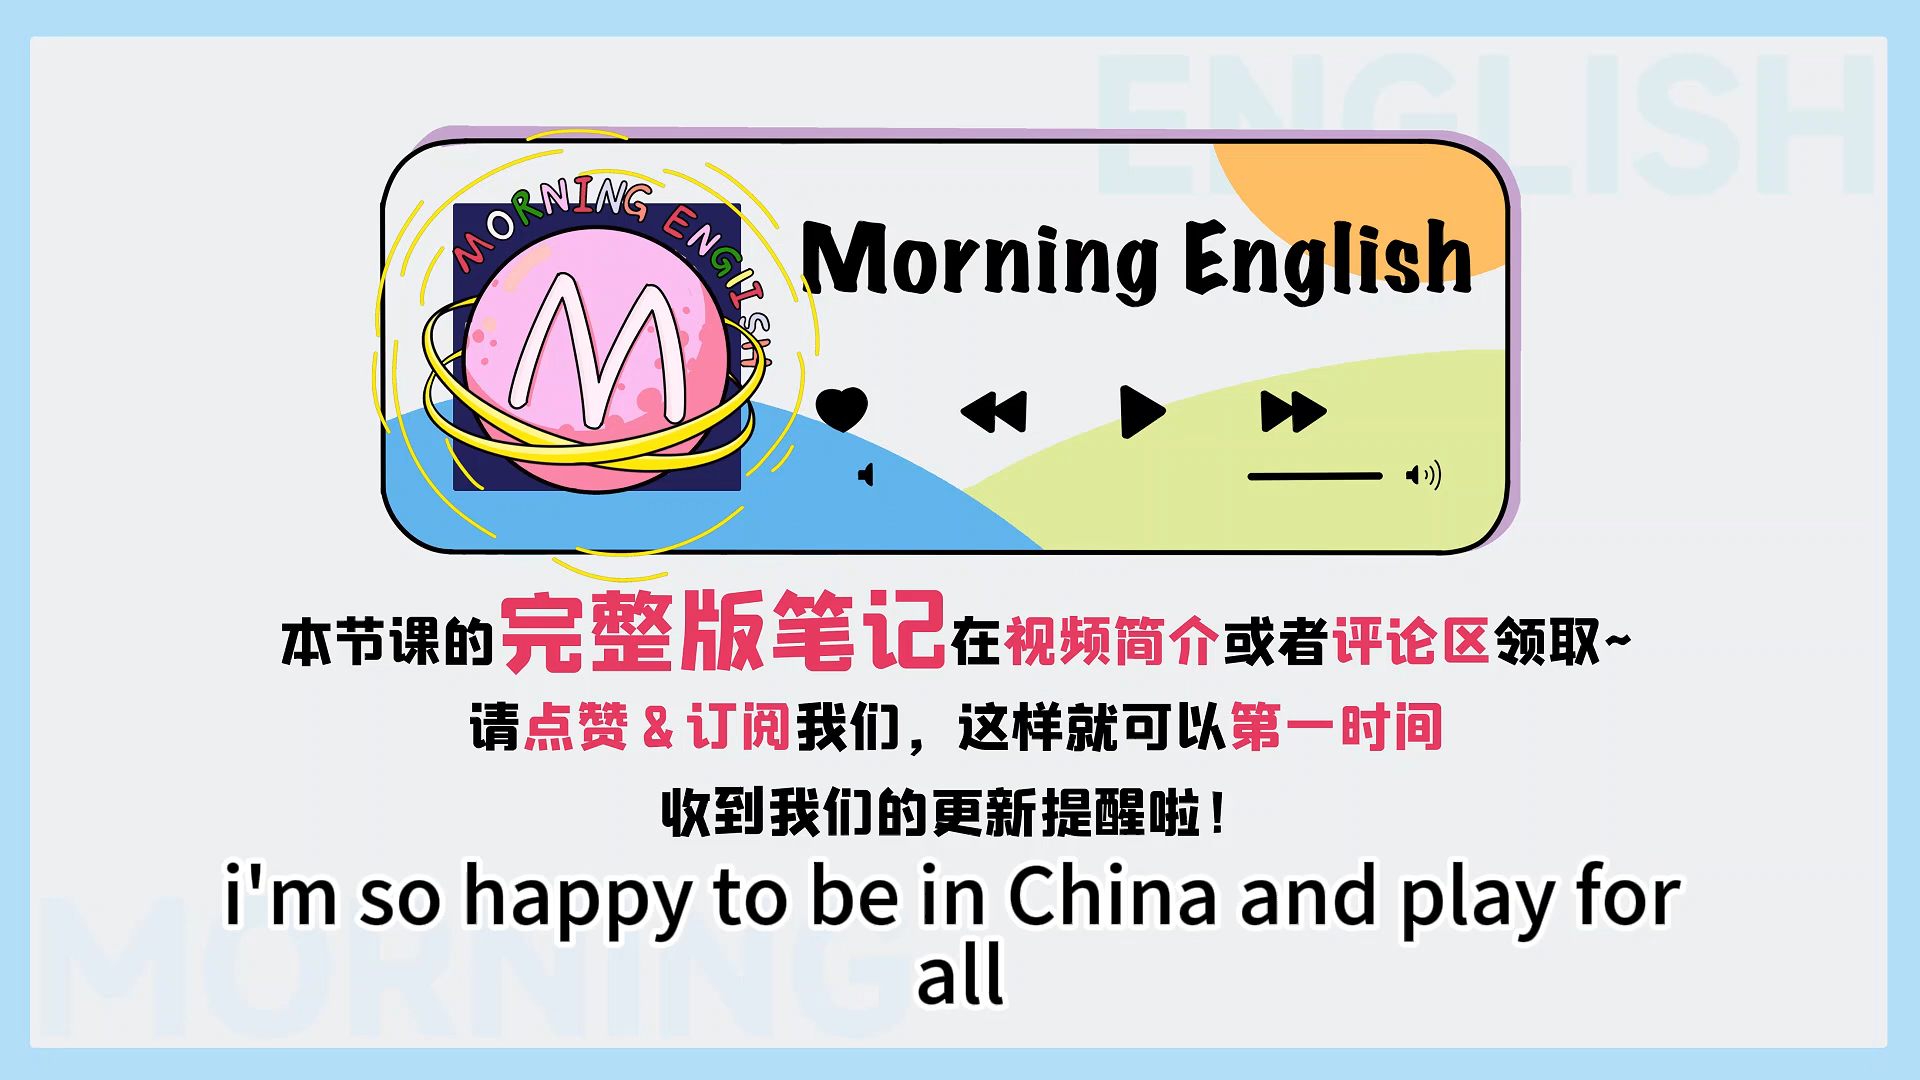 ENGLISH
MORNING ENGLISH
M
Morning English
本节课的完整版笔记在视频简介或者评论区领取~
请点赞&订阅我们，这样就可以第一时间
收到我们的更新提醒啦！
i'm so happy to be in China and play for
all
MORNING